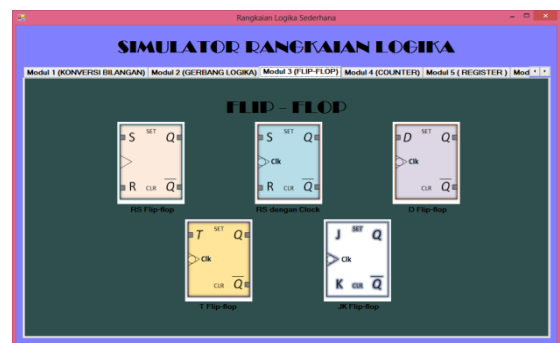 Rangkaian Logika Sederhana
SIMULATOR RANGKAIAN LOGIKA
Modul 1 (KONVERSI BILANGAN) Modul 2 (GERBANG LOGIKA) Modul 3 (FLIP-FLOP) Modul 4 (COUNTER) Modul 5 ( REGISTER ) Mod
FLIP - FLOP
S SET Q
R CLR Q̅
RS Flip-flop
S SET Q
Clk
R CLR Q̅
RS dengan Clock
D SET Q
Clk
CLR Q̅
D Flip-flop
T SET Q
Clk
CLR Q̅
T Flip-flop
J SET Q
Clk
K CLR Q̅
JK Flip-flop